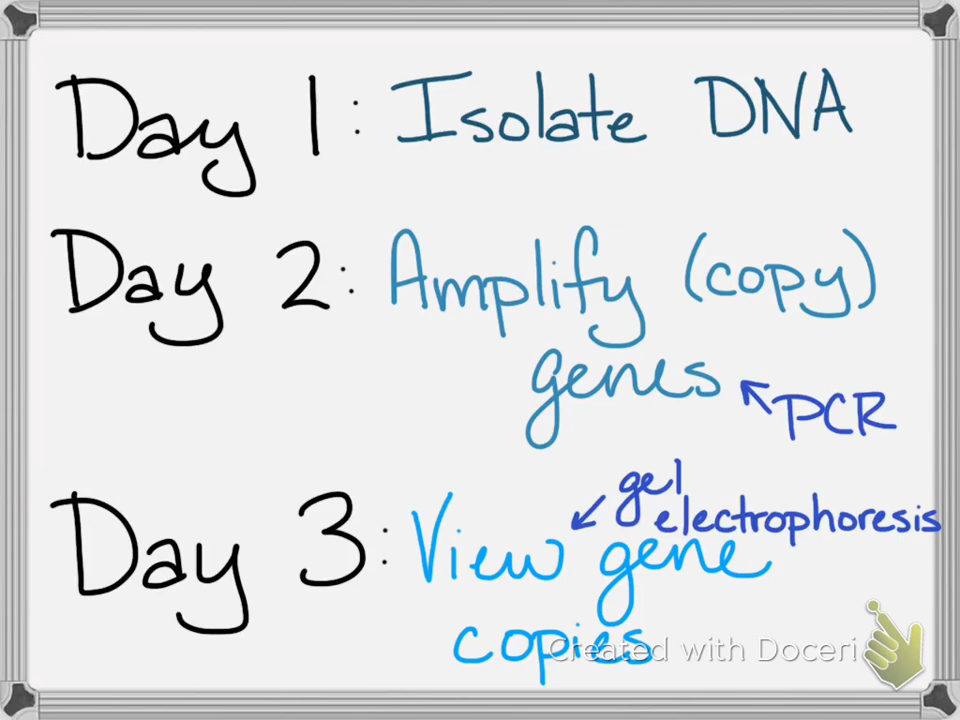 Day 1: Isolate DNA
Day 2: Amplify (copy)
genes
PCR
gel
electrophoresis
Day 3: View gene
copies
Created with Doceri